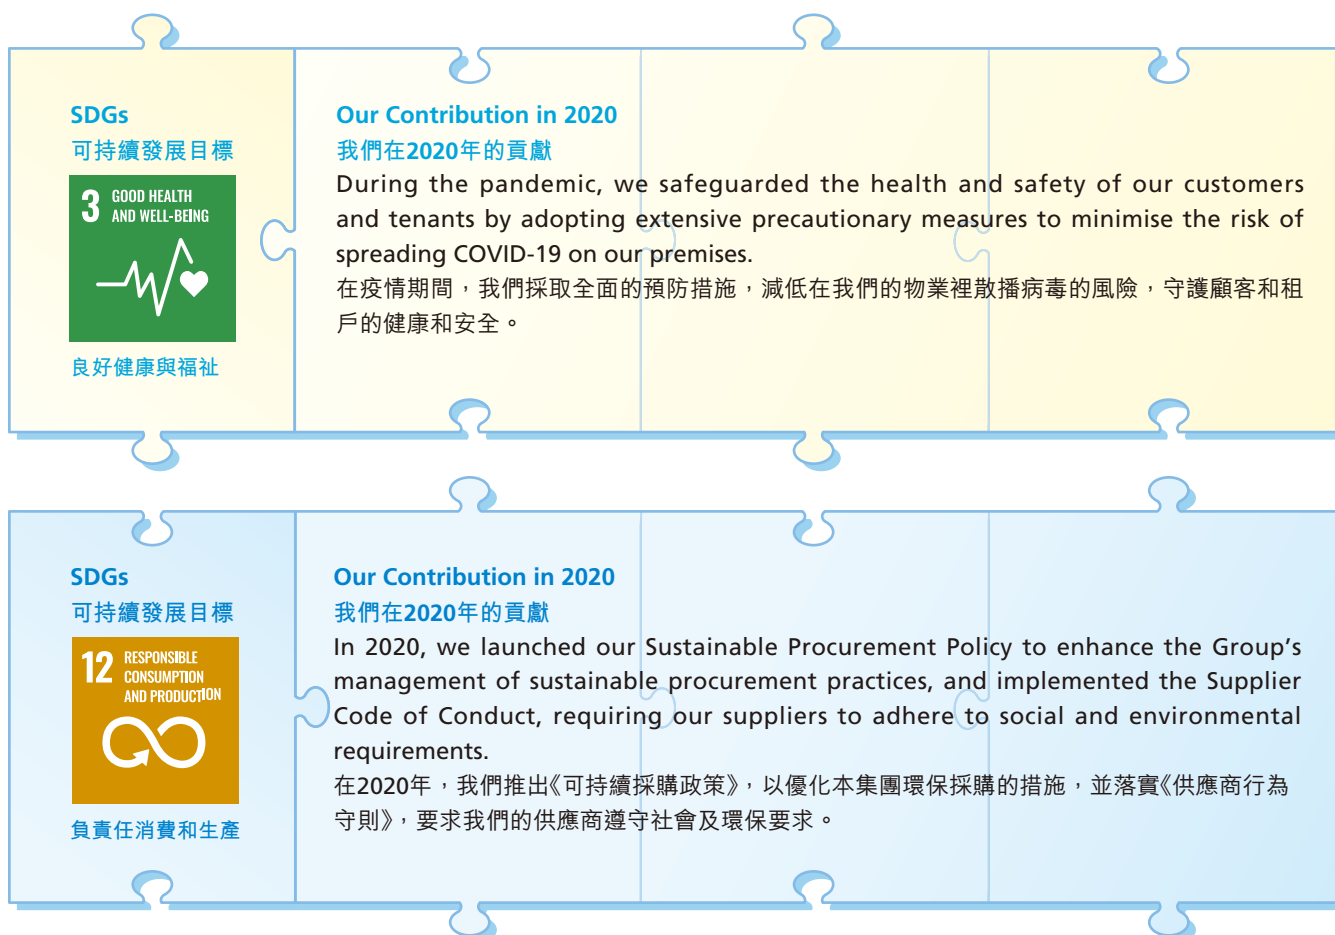 SDGs
可持續發展目標
3 GOOD HEALTH
AND WELL-BEING
良好健康與福祉
Our Contribution in 2020
我們在2020年的貢獻
During the pandemic, we safeguarded the health and safety of our customers
and tenants by adopting extensive precautionary measures to minimise the risk of
spreading COVID-19 on our premises.
在疫情期間，我們採取全面的預防措施，減低在我們的物業裡散播病毒的風險，守護顧客和租
戶的健康和安全。
SDGs
可持續發展目標
12 RESPONSIBLE
CONSUMPTION
AND PRODUCTION
負責任消費和生產
Our Contribution in 2020
我們在2020年的貢獻
In 2020, we launched our Sustainable Procurement Policy to enhance the Group’s
management of sustainable procurement practices, and implemented the Supplier
Code of Conduct, requiring our suppliers to adhere to social and environmental
requirements.
在2020年，我們推出《可持續採購政策》，以優化本集團環保採購的措施，並落實《供應商行為
守則》，要求我們的供應商遵守社會及環保要求。